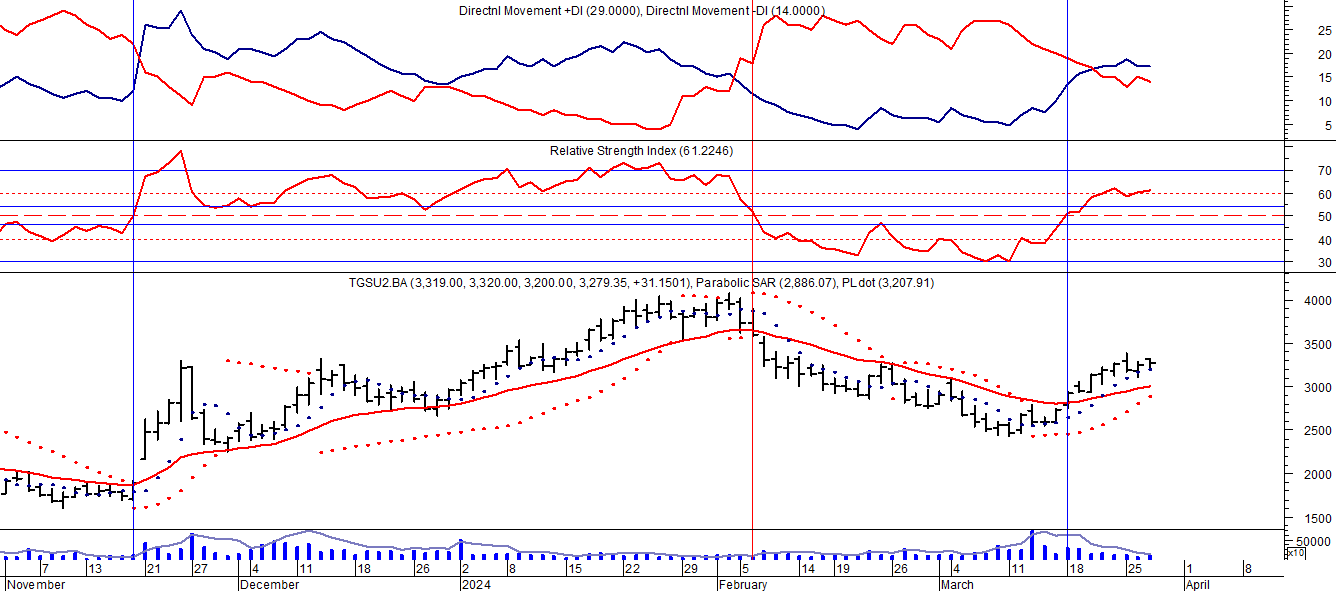 Directnl Movement +DI (29.0000), Directnl Movement -DI (14.0000)
25
20
15
10
5
Relative Strength Index (61.2246)
70
60
50
40
30
TGSU2.BA (3,319.00, 3,320.00, 3,200.00, 3,279.35, +31.1501), Parabolic SAR (2,886.07), PLdot (3,207.91)
4000
3500
3000
2500
2000
1500
50000
x10
7 13 21 27 4 11 18 26 2 8 15 22 29 5 14 19 26 4 11 18 25 1 8
November December 2024 February March April